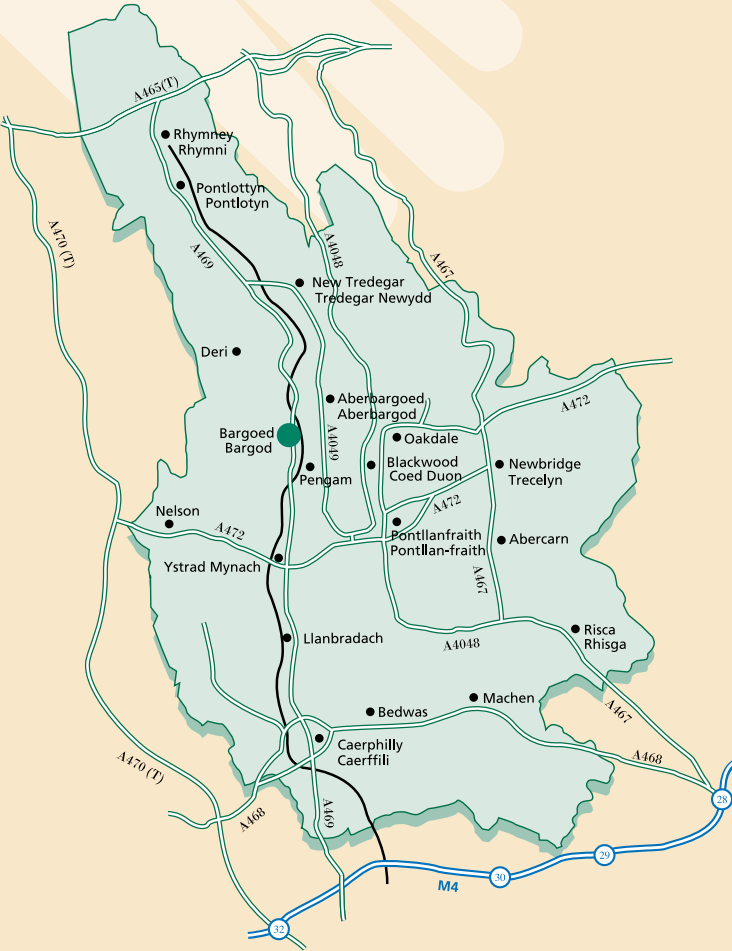 A465(T)
Rhymney
Rhymni
Pontlottyn
Pontlotyn
A470 (T)
A469
A4048
A467
New Tredegar
Tredegar Newydd
Deri
Aberbargoed
Aberbargod
A472
Bargoed
Bargod
A4049
Oakdale
Pengam
Blackwood
Coed Duon
Newbridge
Trecelyn
A472
Nelson
A472
Pontllanfraith
Pontllan-fraith
Abercarn
Ystrad Mynach
A467
Llanbradach
A4048
Risca
Rhisga
Machen
Bedwas
A467
Caerphilly
Caerffili
A468
A470 (T)
A468
A469
28
29
30
M4
32